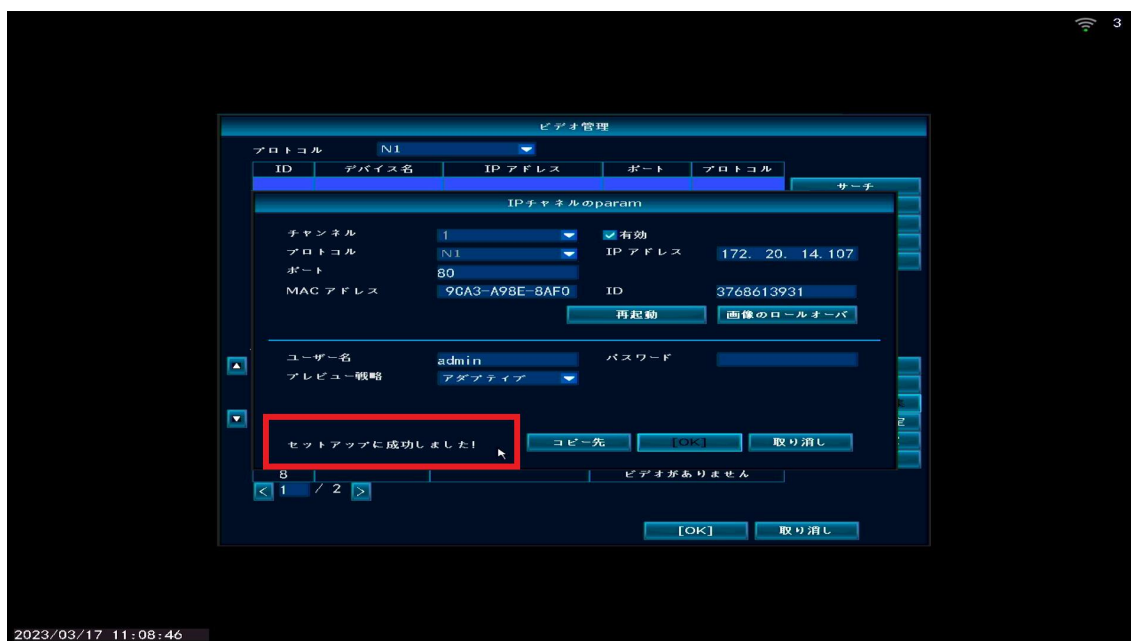 3
ビデオ管理
プロトコル N1
ID デバイス名 IP アドレス ポート プロトコル
サーチ
IPチャネルのparam
チャンネル 1 有効
プロトコル N1 IP アドレス 172. 20. 14. 107
ポート 80
MAC アドレス 9CA3-A98E-8AF0 ID 3768613931
再起動 画像のロールオーバ
ユーザー名 admin パスワード
プレビュー戦略 アダプティブ
セットアップに成功しました! コピー先 [OK] 取り消し
8 ビデオがありません
< 1 / 2 >
[OK] 取り消し
2023/03/17 11:08:46